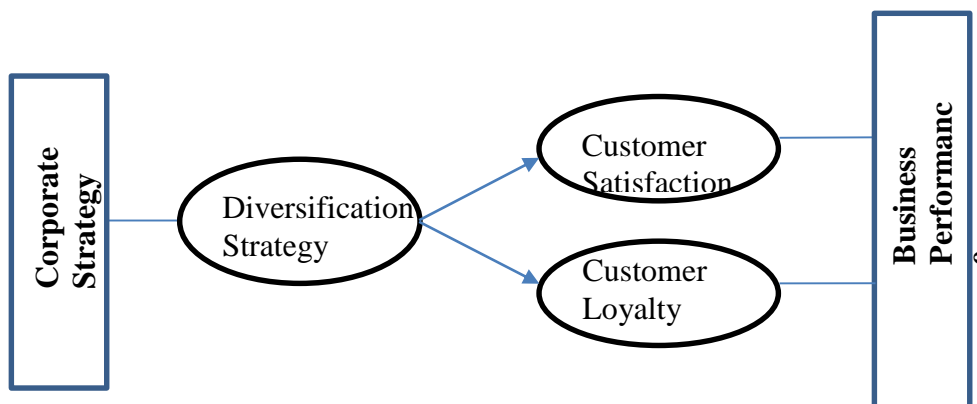 Corporate
Strategy
Diversification
Strategy
Customer
Satisfaction
Customer
Loyalty
Business
Performanc